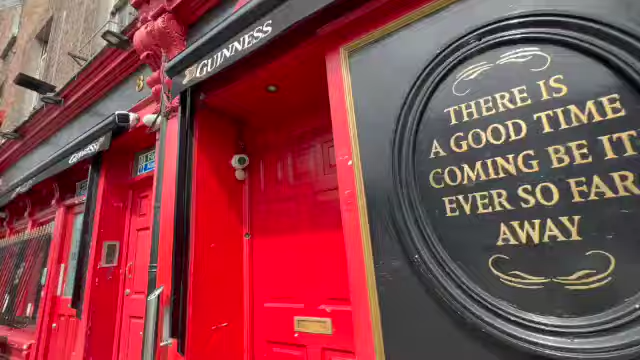 GUINNESS
GUINNESS
THERE IS
A GOOD TIME
COMING BE IT
EVER SO FAR
AWAY